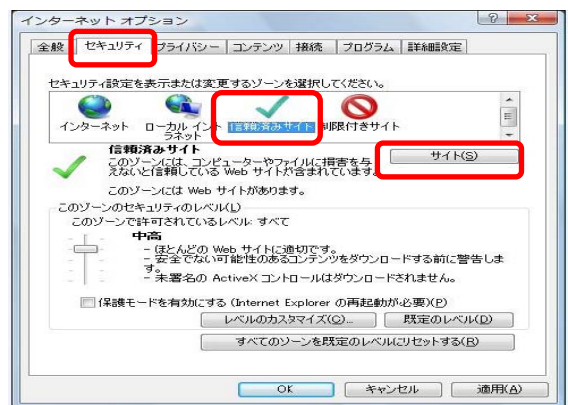 インターネット オプション
全般 セキュリティ プライバシー コンテンツ 接続 プログラム 詳細設定
セキュリティ設定を表示または変更するゾーンを選択してください。
インターネット ローカル イントラネット 信頼済みサイト 制限付きサイト
信頼済みサイト
サイト(S)
このゾーンには、コンピューターやファイルに損害を与
えないと信頼している Web サイトが含まれています。
このゾーンには Web サイトがあります。
このゾーンのセキュリティのレベル(L)
このゾーンで許可されているレベル: すべて
中高
- ほとんどの Web サイトに適切です。
- 安全でない可能性のあるコンテンツをダウンロードする前に警告しま
す。
- 未署名の ActiveX コントロールはダウンロードされません。
保護モードを有効にする (Internet Explorer の再起動が必要)(P)
レベルのカスタマイズ(C)... 既定のレベル(D)
すべてのゾーンを既定のレベルにリセットする(R)
OK キャンセル 適用(A)